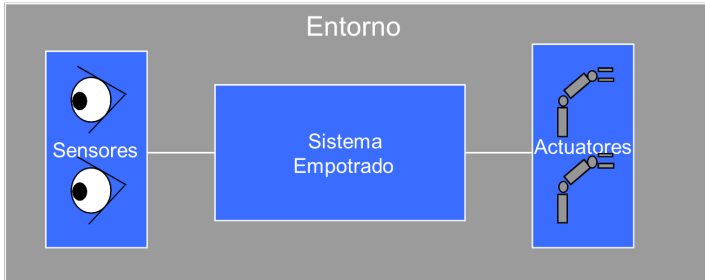 Entorno
Sensores
Sistema
Empotrado
Actuatores